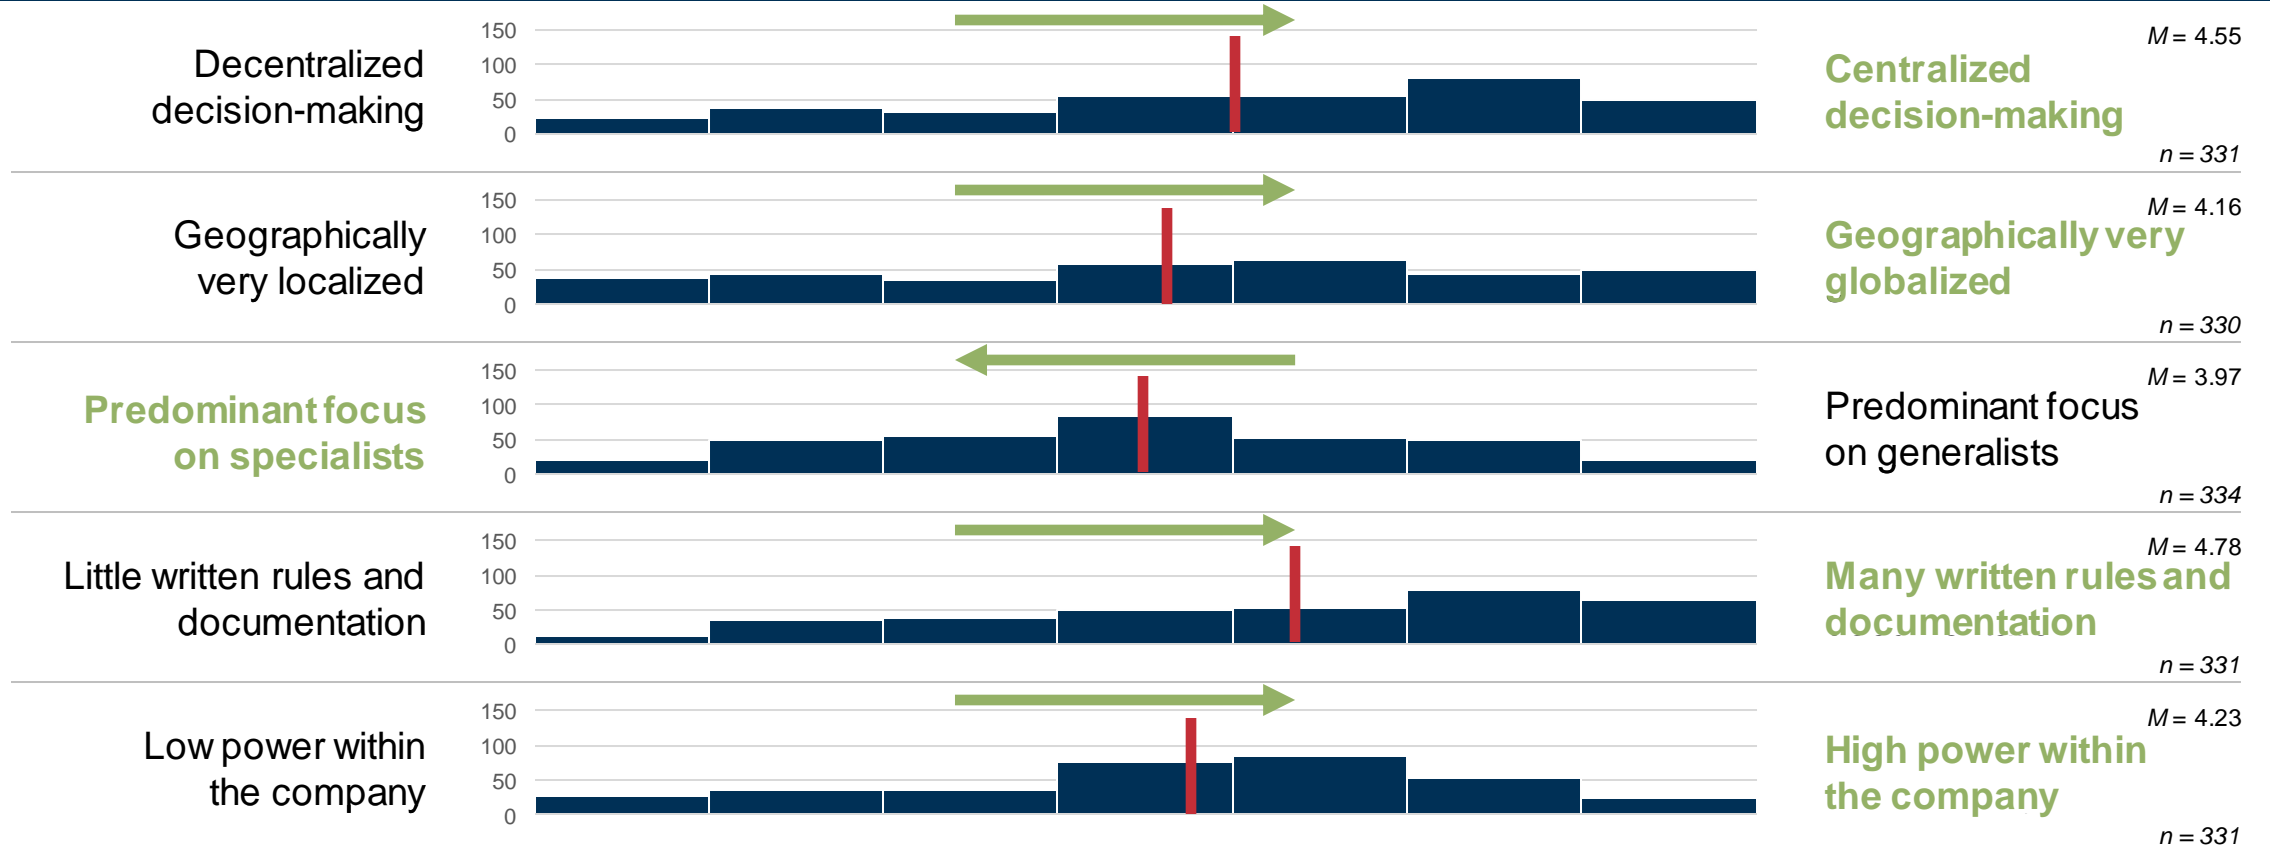 150
100
50
0
Decentralized
decision-making
M = 4.55
Centralized
decision-making
n = 331
150
100
50
0
Geographically
very localized
M = 4.16
Geographically very
globalized
n = 330
150
100
50
0
Predominant focus
on specialists
M = 3.97
Predominant focus
on generalists
n = 334
150
100
50
0
Little written rules and
documentation
M = 4.78
Many written rules and
documentation
n = 331
150
100
50
0
Low power within
the company
M = 4.23
High power within
the company
n = 331